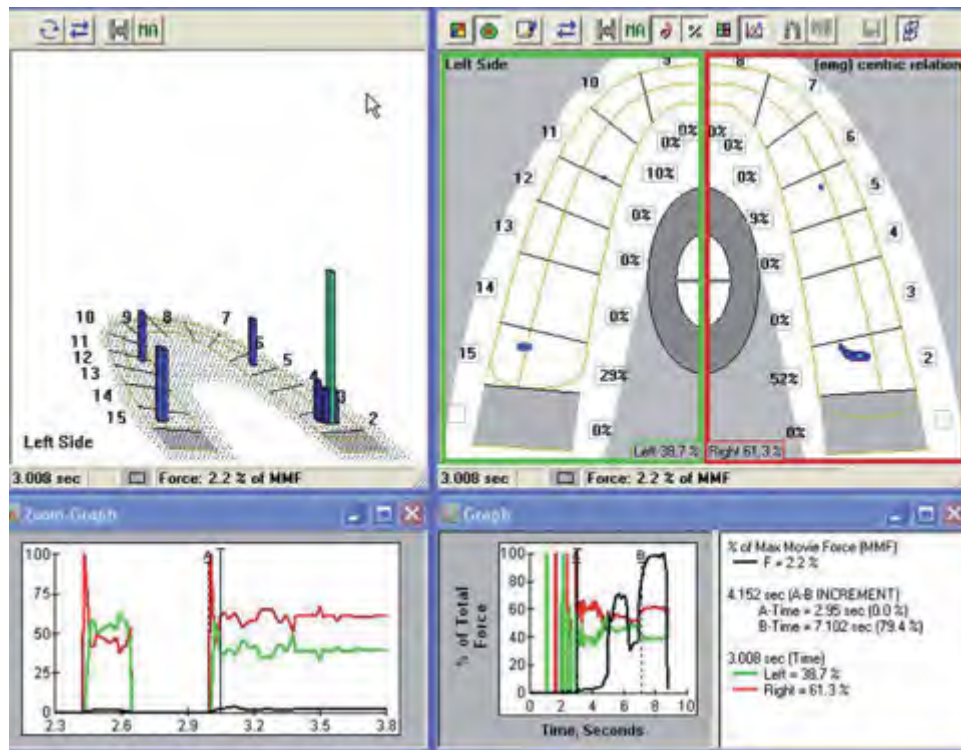 MA
MA
%
Left Side
(emg) centric relation
9
8
10
7
11
6
12
5
13
4
14
3
15
2
0%
0%
0%
0%
10%
0%
0%
9%
0%
0%
0%
0%
29%
52%
0%
0%
Left 38.7 %
Right 61.3 %
10
9
8
7
11
6
12
5
13
4
14
3
15
2
Left Side
3.008 sec
Force: 2.2 % of MMF
3.008 sec
Force: 2.2 % of MMF
Zoom-Graph
Graph
100
75
50
25
0
2.3
2.6
2.9
3.2
3.5
3.8
A
% of Total
Force
100
80
60
40
20
0
0
2
4
6
8
10
B
Time, Seconds
% of Max Movie Force (MMF)
F = 2.2 %
4.152 sec (A-B INCREMENT)
A-Time = 2.95 sec (0.0 %)
B-Time = 7.102 sec (79.4 %)
3.008 sec (Time)
Left = 38.7 %
Right = 61.3 %